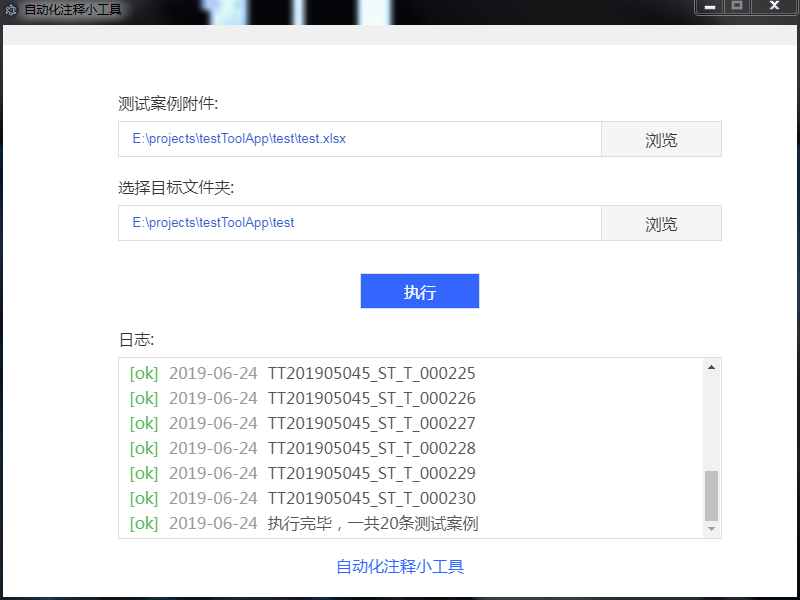 自动化注释小工具
测试案例附件:
E:\projects\testToolApp\test\test.xlsx
浏览
选择目标文件夹:
E:\projects\testToolApp\test
浏览
执行
日志:
[ok] 2019-06-24 TT201905045_ST_T_000225
[ok] 2019-06-24 TT201905045_ST_T_000226
[ok] 2019-06-24 TT201905045_ST_T_000227
[ok] 2019-06-24 TT201905045_ST_T_000228
[ok] 2019-06-24 TT201905045_ST_T_000229
[ok] 2019-06-24 TT201905045_ST_T_000230
[ok] 2019-06-24 执行完毕，一共20条测试案例
自动化注释小工具